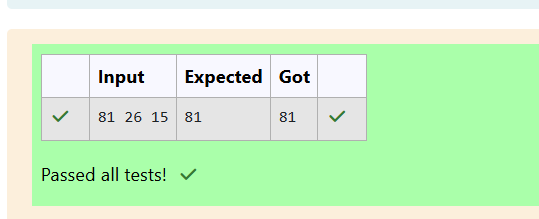 Input Expected Got
81 26 15 81 81
Passed all tests!